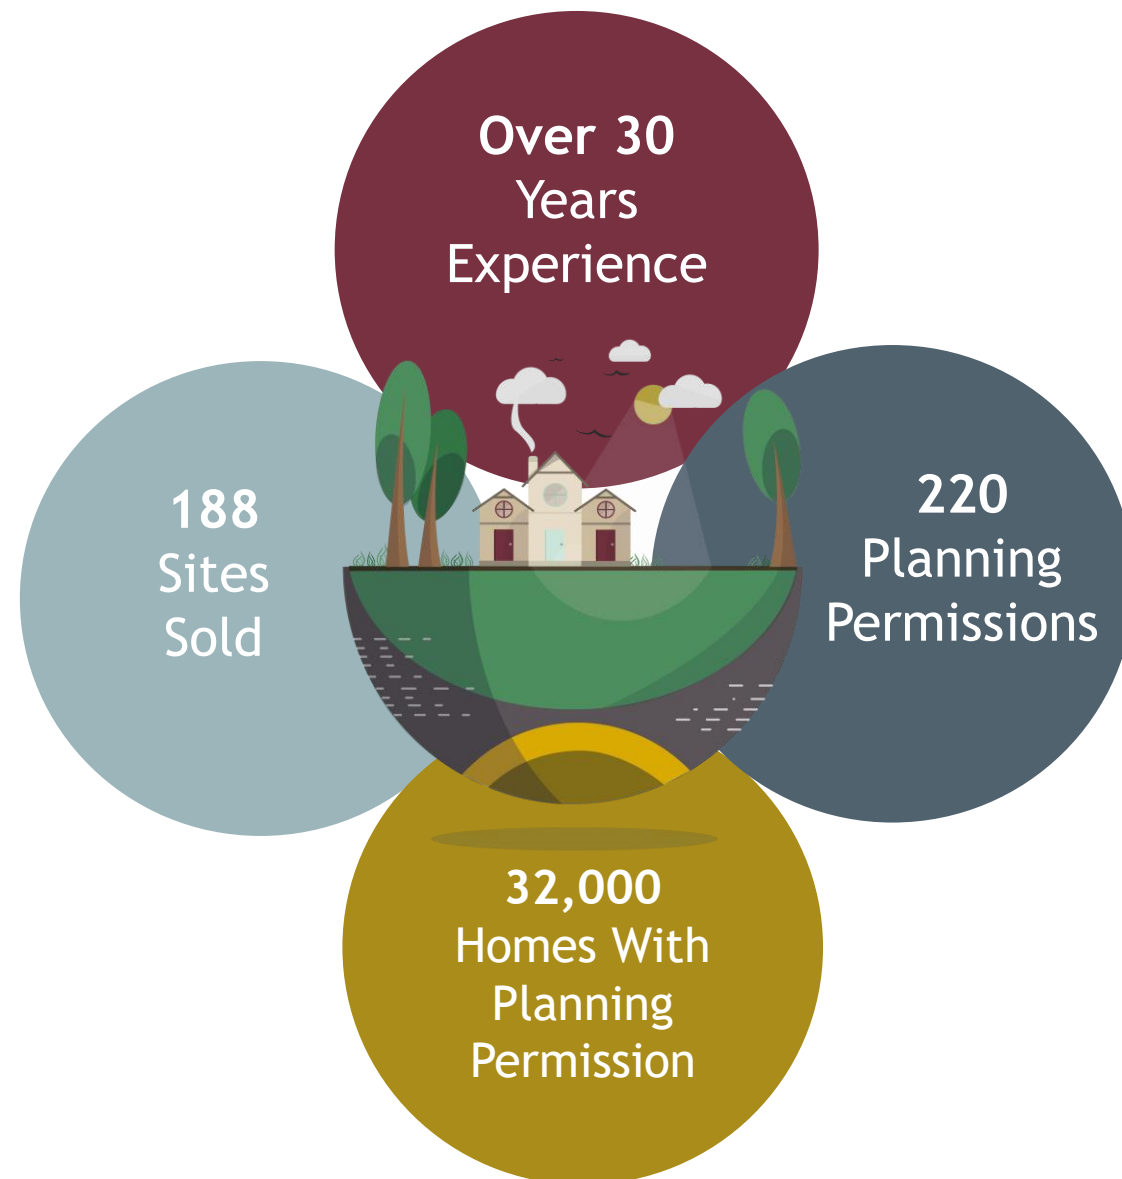 Over 30
Years
Experience
188
Sites
Sold
220
Planning
Permissions
32,000
Homes With
Planning
Permission